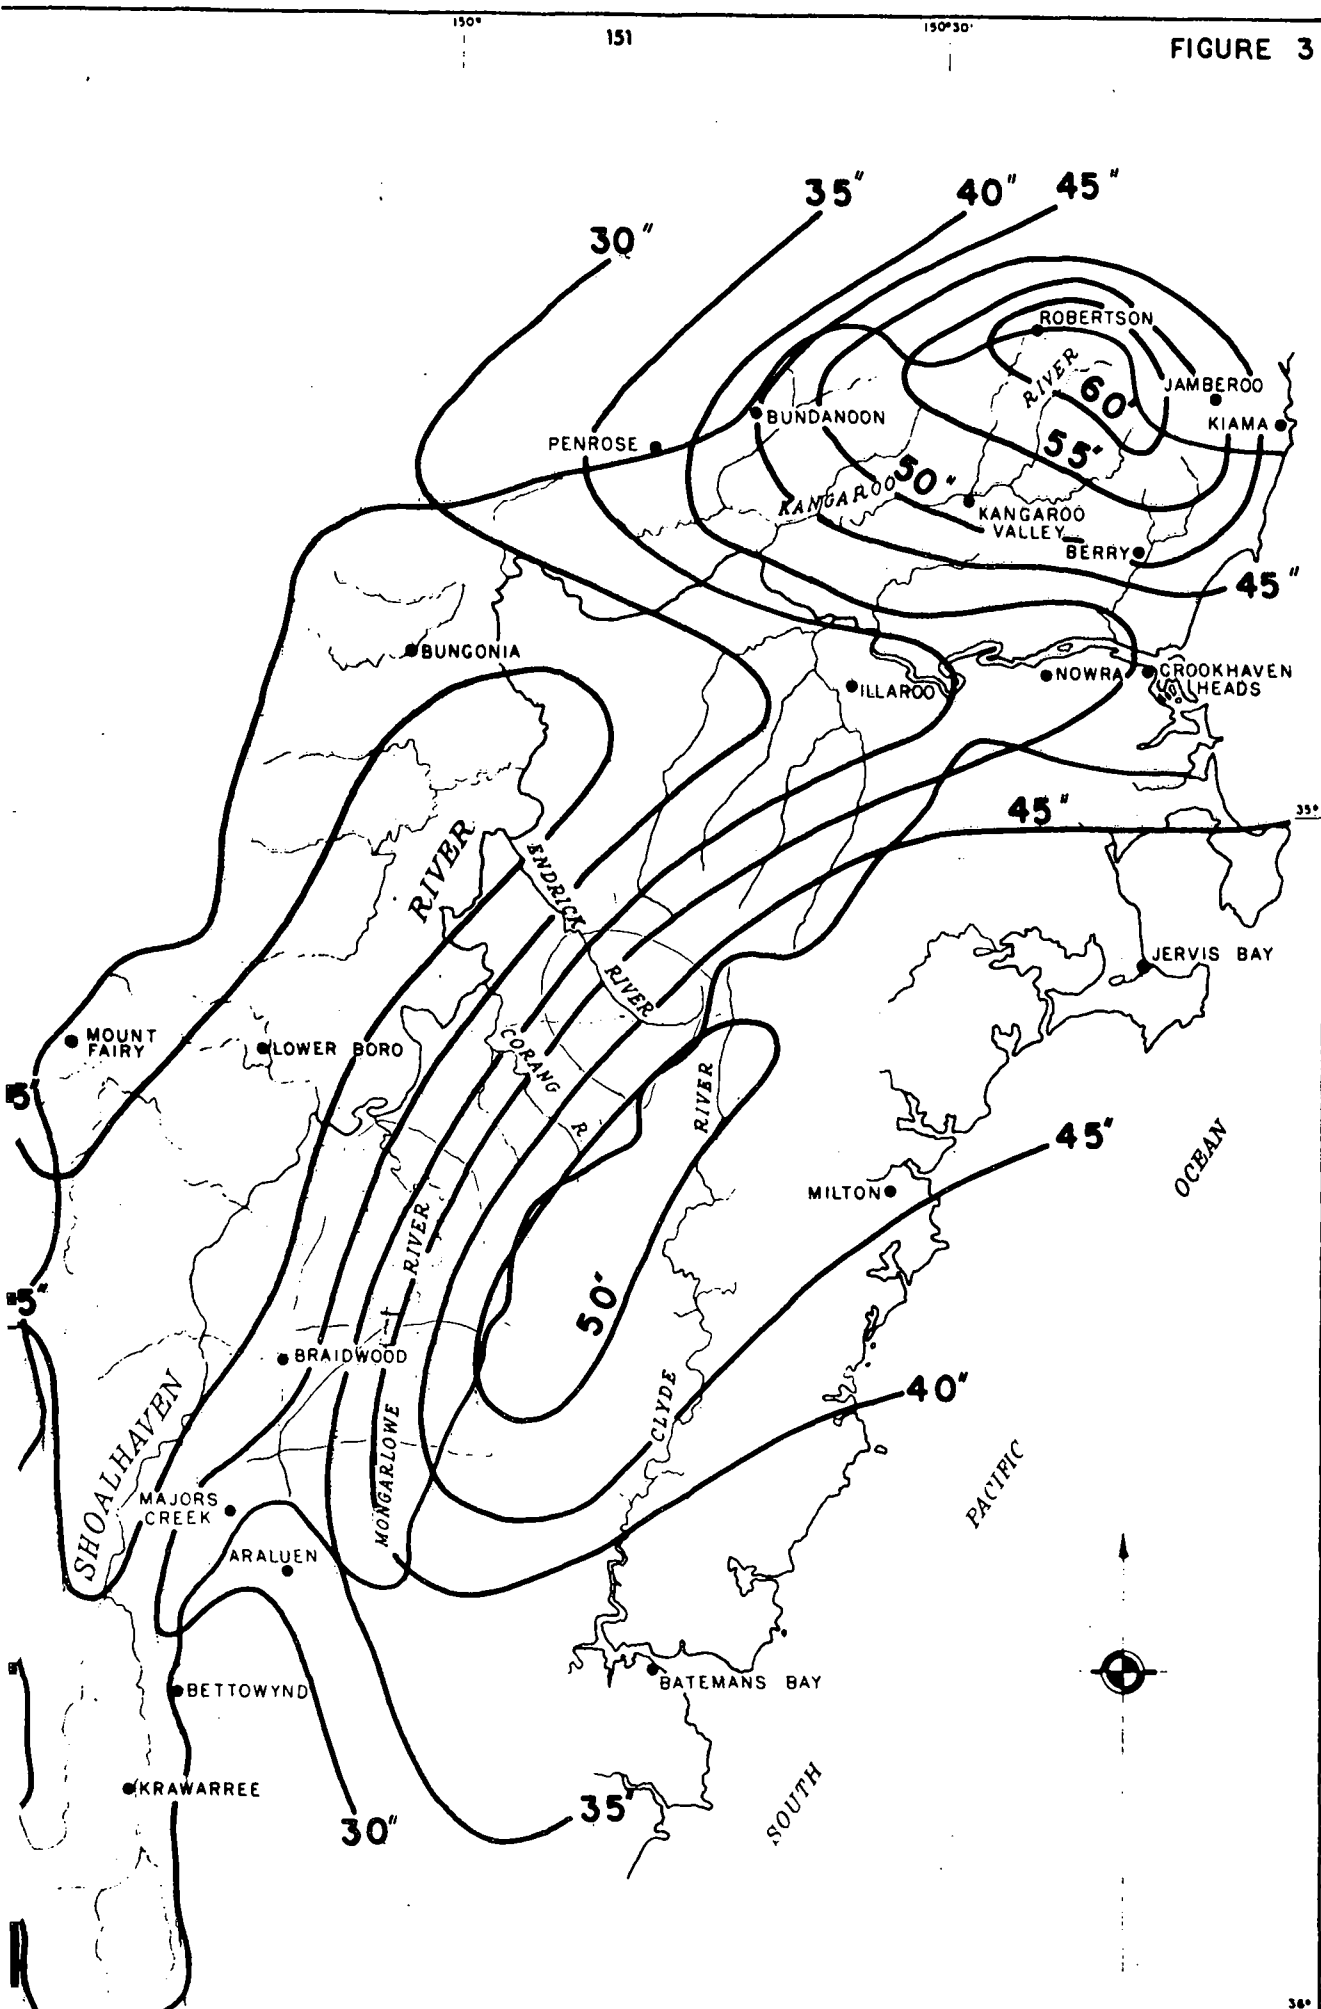 150°
151
150°30'
FIGURE 3
35"
40"
45"
30"
ROBERTSON
RIVER
60"
JAMBEROO
KIAMA
BUNDANOON
PENROSE
55"
50"
KANGAROO
KANGAROO
VALLEY
BERRY
45"
BUNGONIA
ILLAROO
NOWRA
CROOKHAVEN
HEADS
45"
35°
RIVER
ENDRICK
RIVER
JERVIS BAY
MOUNT
FAIRY
LOWER BORO
CORANG
R.
RIVER
5"
45"
OCEAN
MILTON
RIVER
5"
50"
BRAIDWOOD
SHOALHAVEN
MONGARLOWE
CLYDE
40"
PACIFIC
MAJORS
CREEK
ARALUEN
BATEMANS BAY
BETTOWYND
KRAWARREE
30"
35"
SOUTH
36°